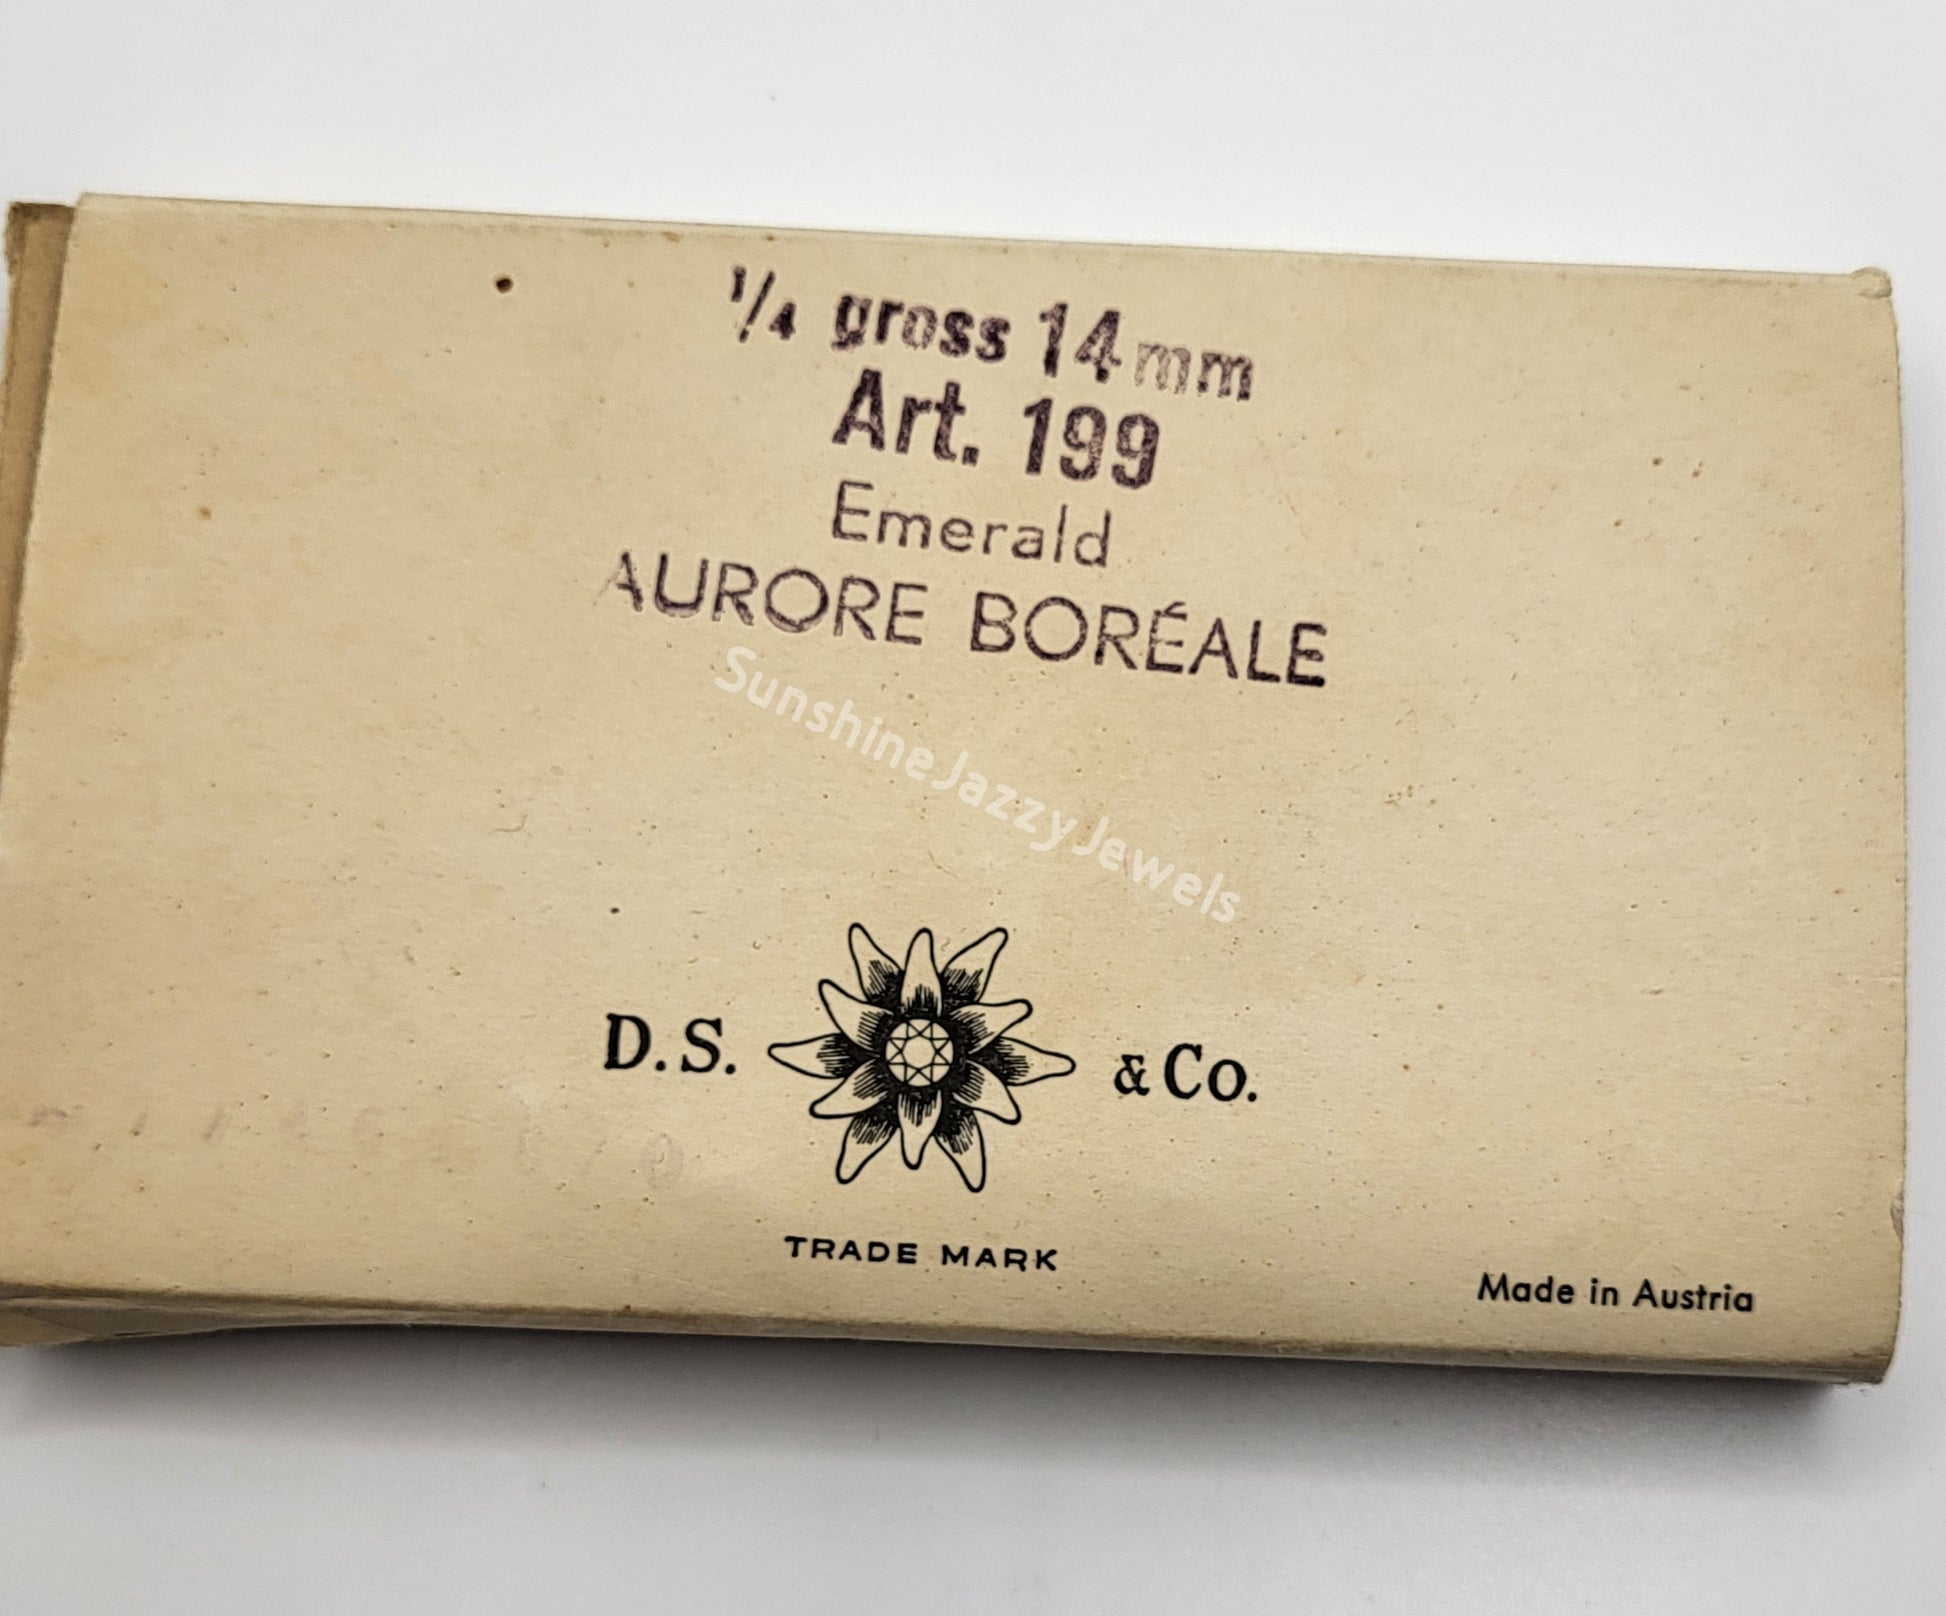 1/4 gross 14mm
Art. 199
Emerald
AURORE BORÉALE
SunshineJazzyJewels
D.S. & Co.
TRADE MARK
Made in Austria